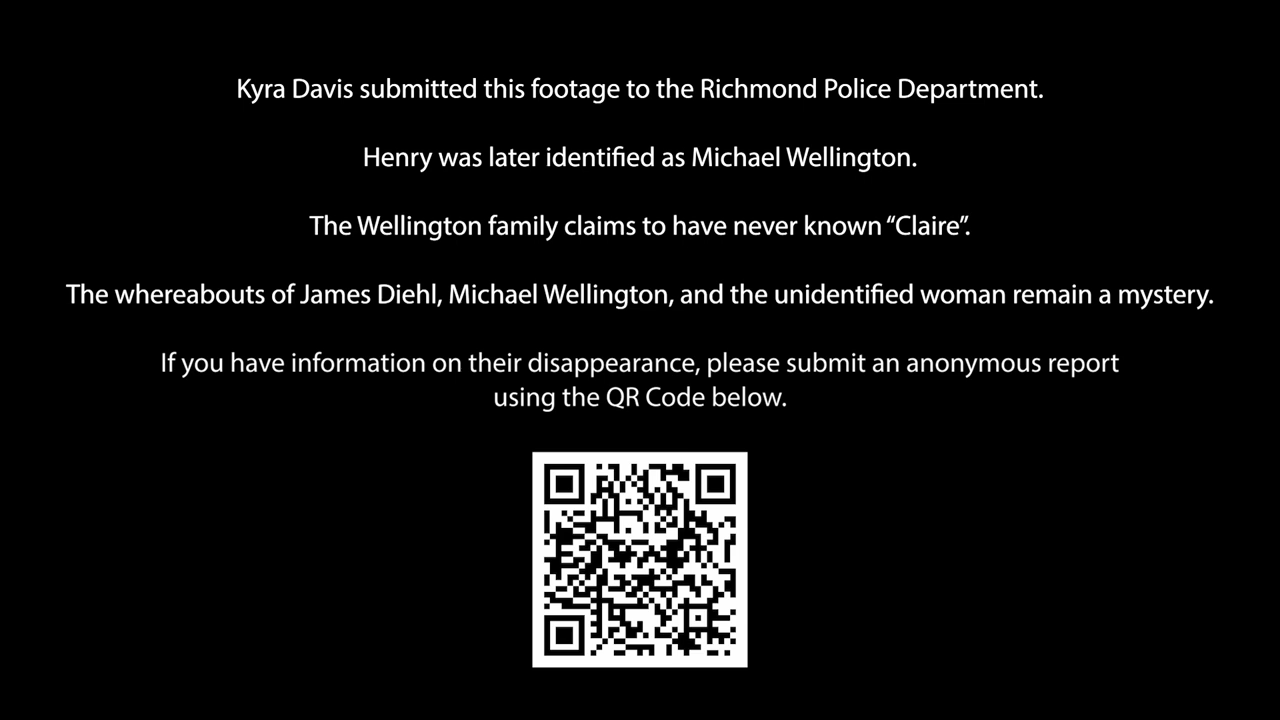 Kyra Davis submitted this footage to the Richmond Police Department.
Henry was later identified as Michael Wellington.
The Wellington family claims to have never known “Claire”.
The whereabouts of James Diehl, Michael Wellington, and the unidentified woman remain a mystery.
If you have information on their disappearance, please submit an anonymous report
using the QR Code below.